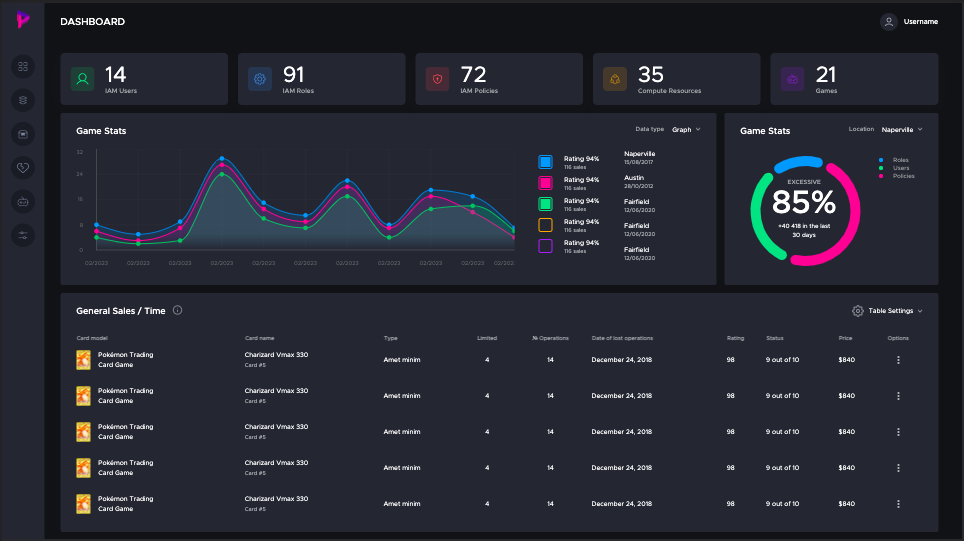 DASHBOARD
Username
14
IAM Users
91
IAM Roles
72
IAM Policies
35
Compute Resources
21
Games
Game Stats
Data type Graph
32
24
16
8
0
02/2023 02/2023 02/2023 02/2023 02/2023 02/2023 02/2023 02/2023 02/2023 02/2023 02/2023
Rating 94%
116 sales
Rating 94%
116 sales
Rating 94%
116 sales
Rating 94%
116 sales
Rating 94%
116 sales
Naperville
15/08/2017
Austin
28/10/2012
Fairfield
12/06/2020
Fairfield
12/06/2020
Fairfield
12/06/2020
Game Stats
Location Naperville
Roles
Users
Policies
EXCESSIVE
85%
+40 418 in the last
30 days
General Sales / Time
Table Settings
Card model Card name Type Limited № Operations Date of lost operations Rating Status Price Options
Pokémon Trading
Card Game
Charizard Vmax 330
Card #5
Amet minim 4 14 December 24, 2018 98 9 out of 10 $840
Pokémon Trading
Card Game
Charizard Vmax 330
Card #5
Amet minim 4 14 December 24, 2018 98 9 out of 10 $840
Pokémon Trading
Card Game
Charizard Vmax 330
Card #5
Amet minim 4 14 December 24, 2018 98 9 out of 10 $840
Pokémon Trading
Card Game
Charizard Vmax 330
Card #5
Amet minim 4 14 December 24, 2018 98 9 out of 10 $840
Pokémon Trading
Card Game
Charizard Vmax 330
Card #5
Amet minim 4 14 December 24, 2018 98 9 out of 10 $840